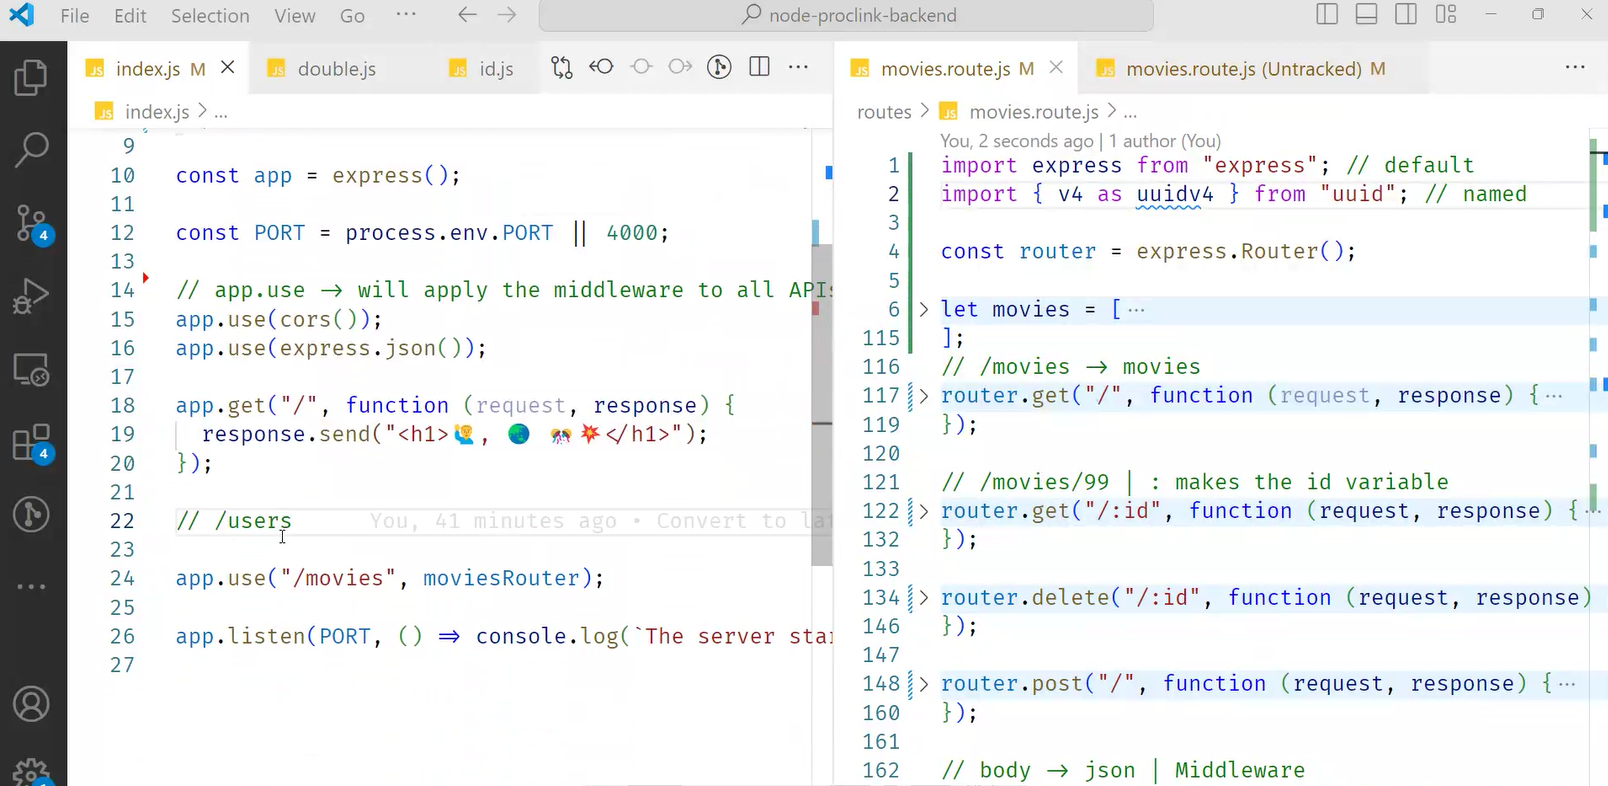 File Edit Selection View Go ··· ← → node-proclink-backend
index.js M × double.js id.js ···
index.js > ...
9
10 const app = express();
11
12 const PORT = process.env.PORT || 4000;
13
14 // app.use → will apply the middleware to all APIs
15 app.use(cors());
16 app.use(express.json());
17
18 app.get("/", function (request, response) {
19 response.send("<h1>🙋‍♂️, 🌏 🎊💥</h1>");
20 });
21
22 // /users You, 41 minutes ago • Convert to
23
24 app.use("/movies", moviesRouter);
25
26 app.listen(PORT, () => console.log(`The server
27
movies.route.js M × movies.route.js (Untracked) M ···
routes > movies.route.js > ...
You, 2 seconds ago | 1 author (You)
1 import express from "express"; // default
2 import { v4 as uuidv4 } from "uuid"; // named
3
4 const router = express.Router();
5
6 let movies = [···
115 ];
116 // /movies → movies
117 router.get("/", function (request, response) {···
119 });
120
121 // /movies/99 | : makes the id variable
122 router.get("/:id", function (request, response) {···
132 });
133
134 router.delete("/:id", function (request, response)
146 });
147
148 router.post("/", function (request, response) {···
160 });
161
162 // body → json | Middleware
4
4